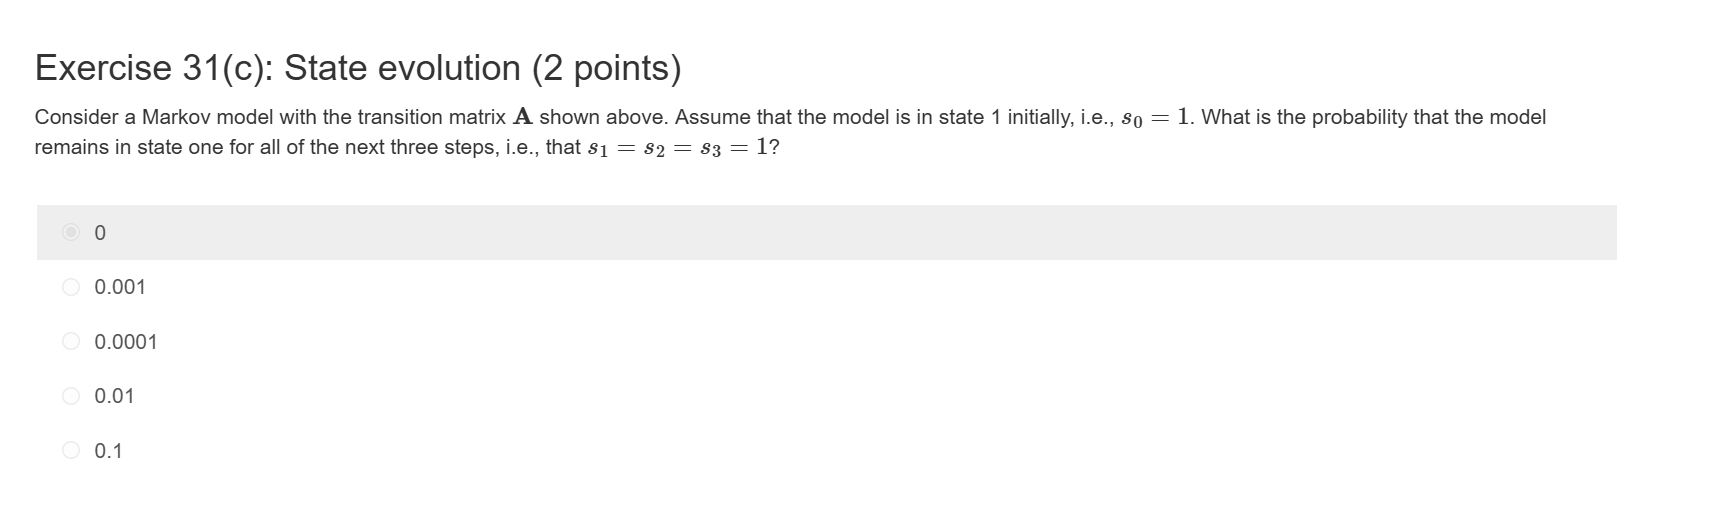 Exercise 31(c): State evolution (2 points)
Consider a Markov model with the transition matrix A shown above. Assume that the model is in state 1 initially, i.e., s₀ = 1. What is the probability that the model
remains in state one for all of the next three steps, i.e., that s₁ = s₂ = s₃ = 1?
0
0.001
0.0001
0.01
0.1